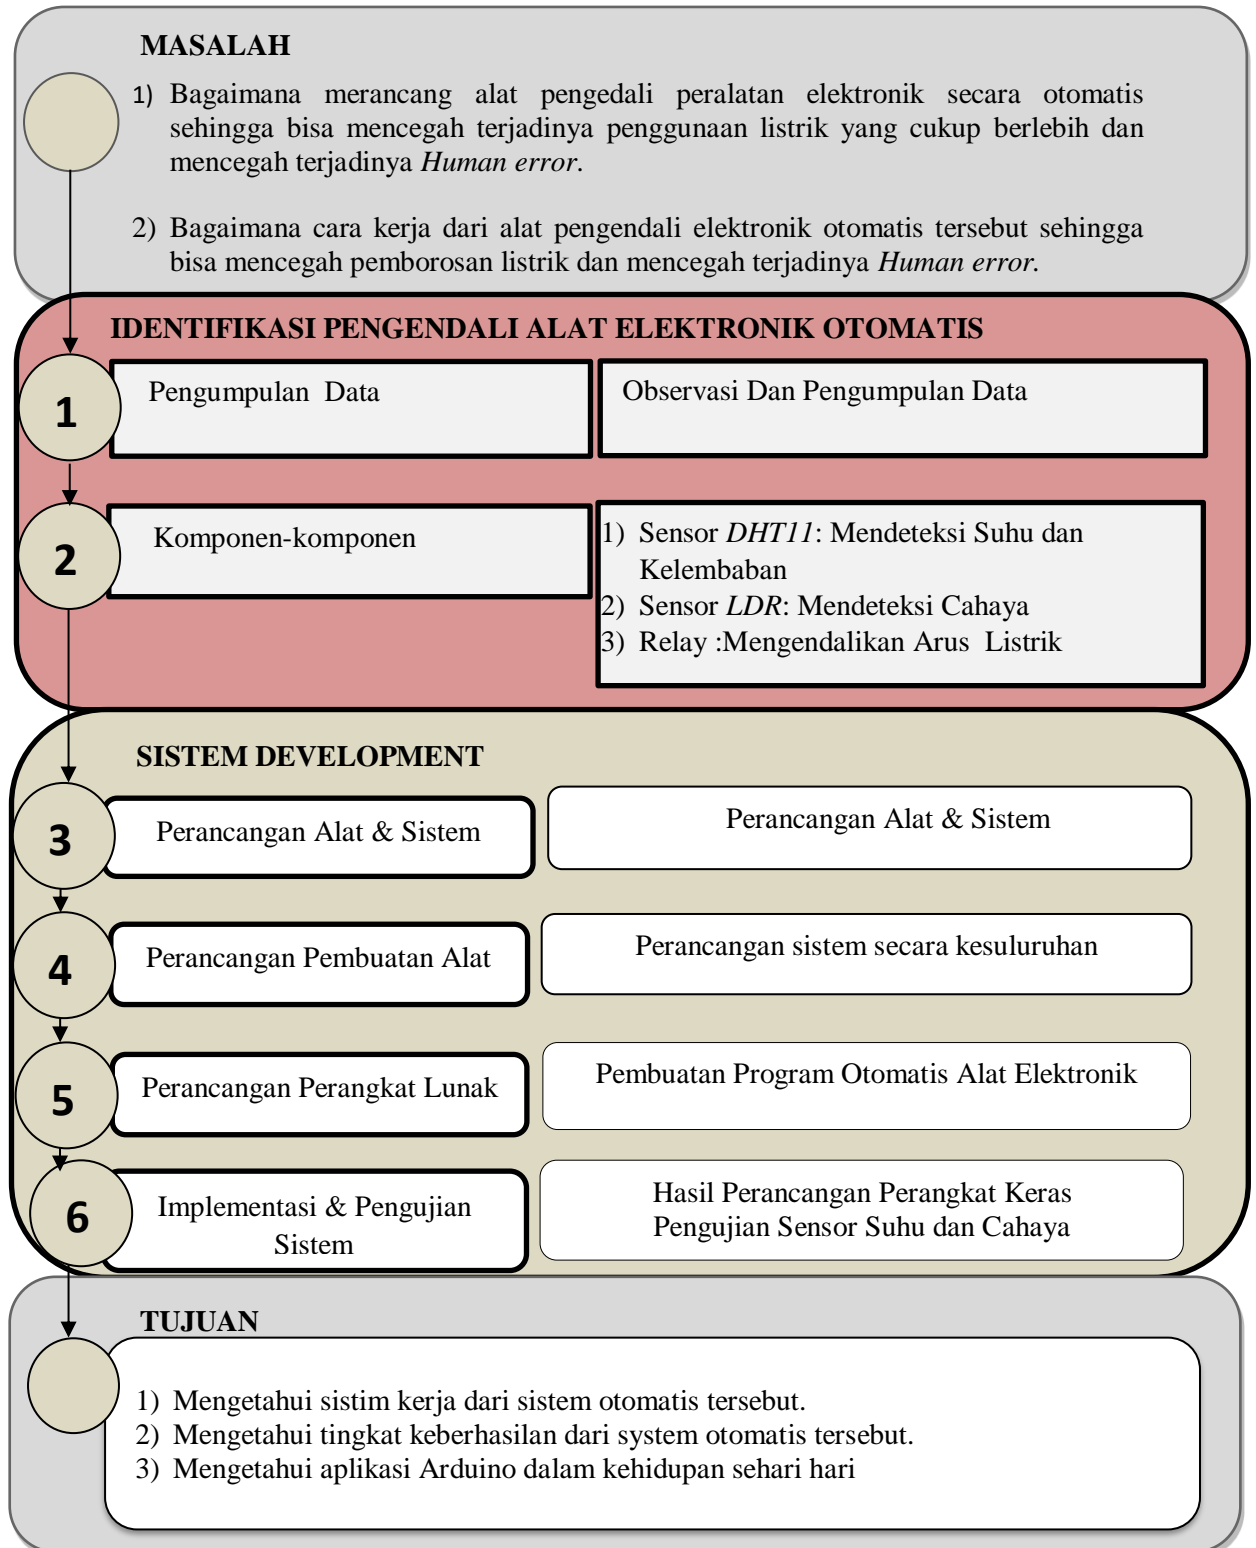 MASALAH
1) Bagaimana merancang alat pengedali peralatan elektronik secara otomatis
sehingga bisa mencegah terjadinya penggunaan listrik yang cukup berlebih dan
mencegah terjadinya Human error.
2) Bagaimana cara kerja dari alat pengendali elektronik otomatis tersebut sehingga
bisa mencegah pemborosan listrik dan mencegah terjadinya Human error.
IDENTIFIKASI PENGENDALI ALAT ELEKTRONIK OTOMATIS
1
Pengumpulan Data
Observasi Dan Pengumpulan Data
2
Komponen-komponen
1) Sensor DHT11: Mendeteksi Suhu dan
Kelembaban
2) Sensor LDR: Mendeteksi Cahaya
3) Relay :Mengendalikan Arus Listrik
SISTEM DEVELOPMENT
3
Perancangan Alat & Sistem
Perancangan Alat & Sistem
4
Perancangan Pembuatan Alat
Perancangan sistem secara kesuluruhan
5
Perancangan Perangkat Lunak
Pembuatan Program Otomatis Alat Elektronik
6
Implementasi & Pengujian
Sistem
Hasil Perancangan Perangkat Keras
Pengujian Sensor Suhu dan Cahaya
TUJUAN
1) Mengetahui sistim kerja dari sistem otomatis tersebut.
2) Mengetahui tingkat keberhasilan dari system otomatis tersebut.
3) Mengetahui aplikasi Arduino dalam kehidupan sehari hari